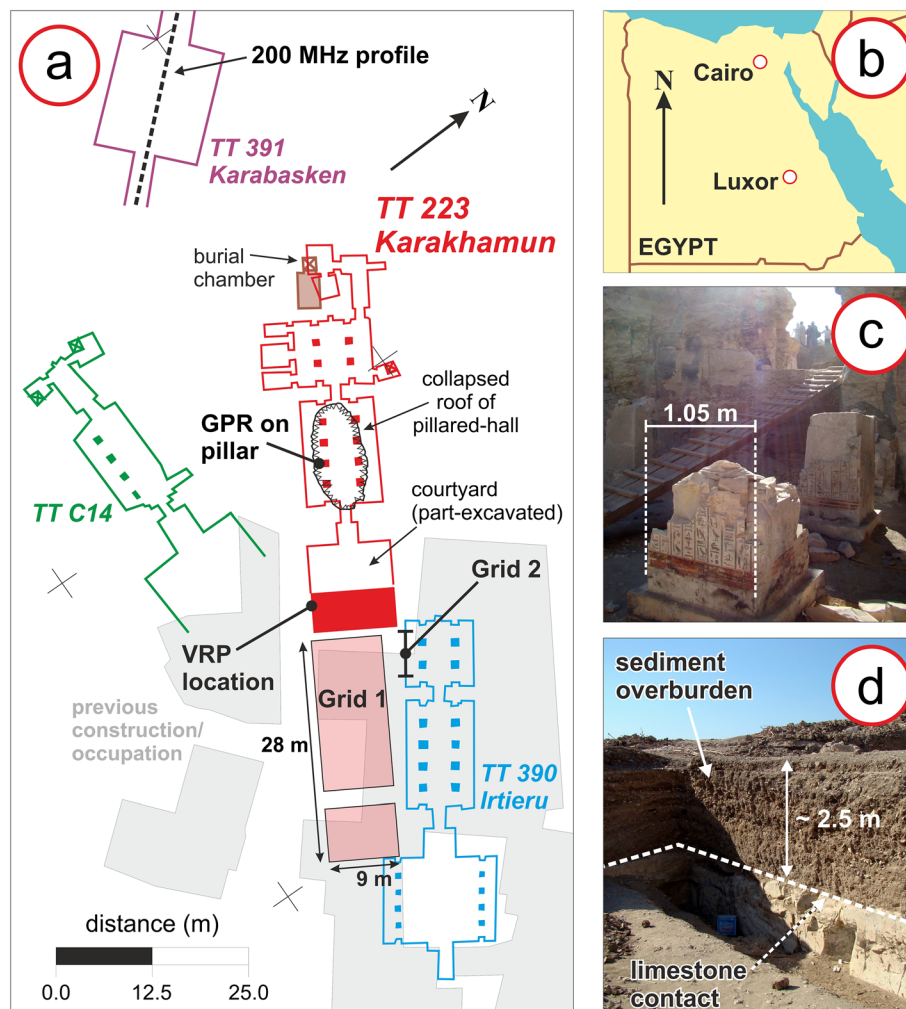 a
200 MHz profile
N
TT 391
Karabasken
TT 223
Karakhamun
burial
chamber
collapsed
roof of
pillared-hall
GPR on
pillar
courtyard
(part-excavated)
TT C14
Grid 2
VRP
location
Grid 1
previous
construction/
occupation
28 m
TT 390
Irtieru
9 m
distance (m)
0.0
12.5
25.0
b
Cairo
N
Luxor
EGYPT
c
1.05 m
d
sediment
overburden
~ 2.5 m
limestone
contact